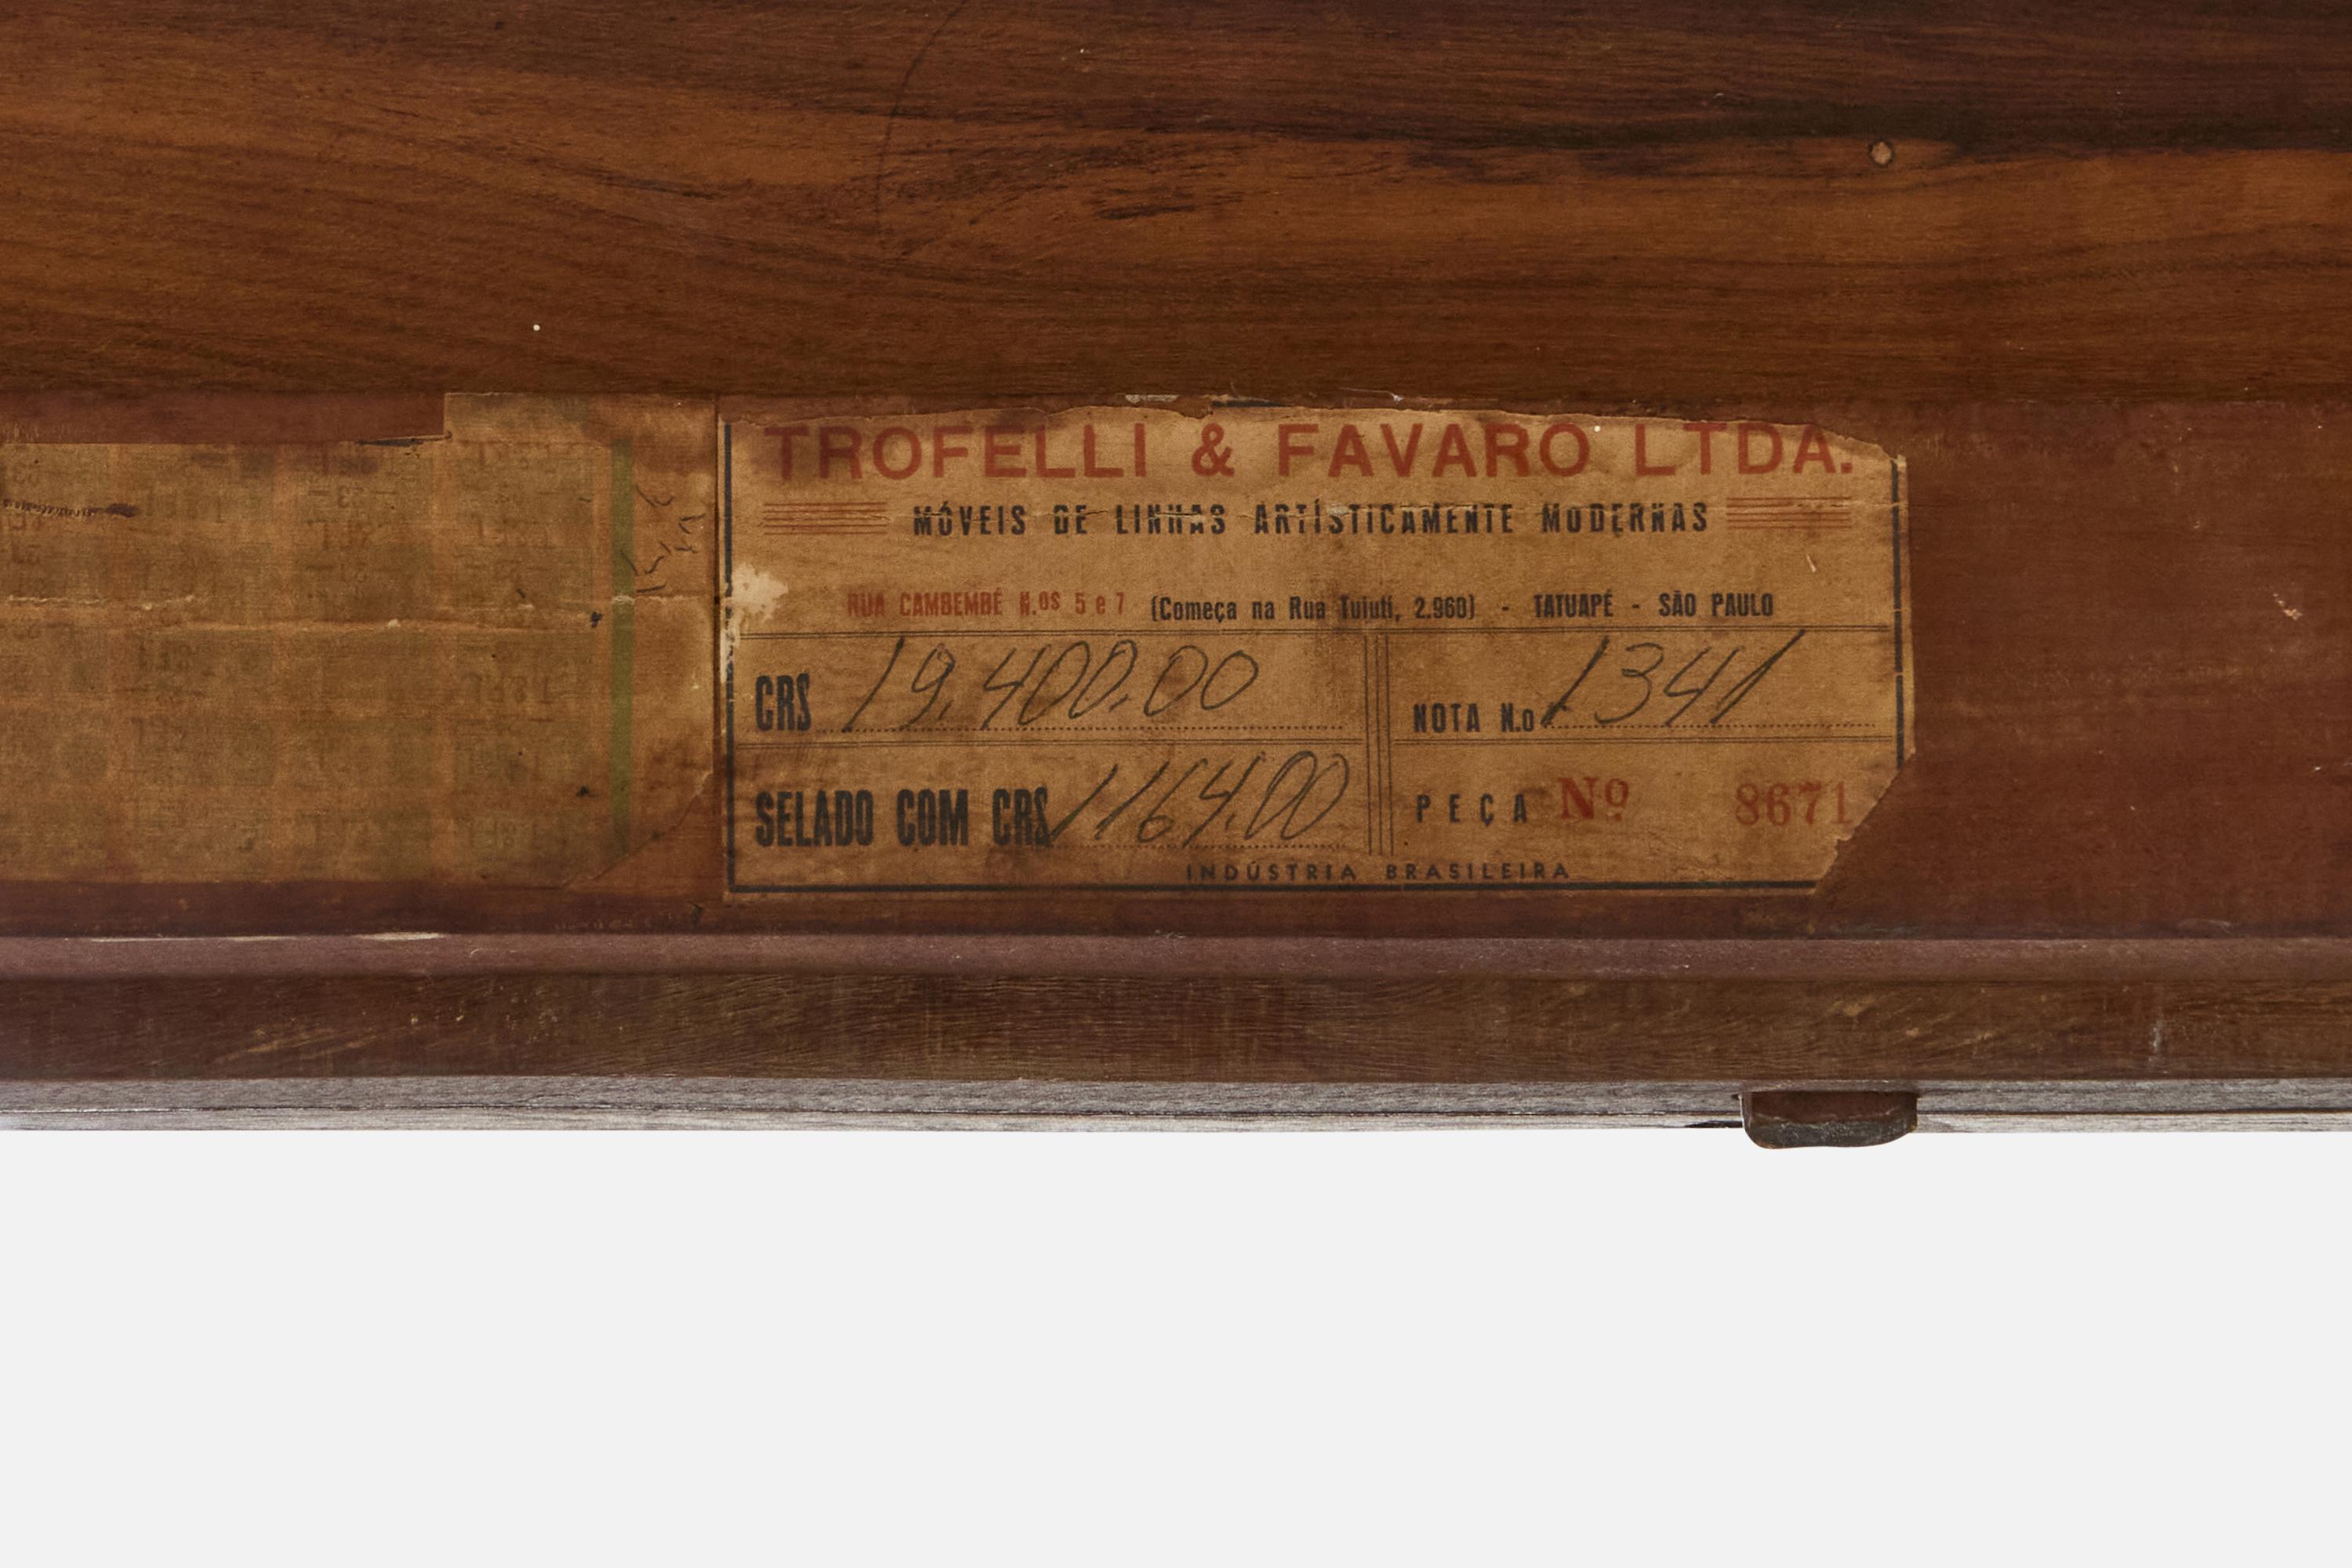 TROFELLI & FAVARO LTDA.
MÓVEIS DE LINHAS ARTÍSTICAMENTE MODERNAS
RUA CAMBEMBÉ N.os 5 e 7 (Começa na Rua Tuiuti, 2.960) - TATUAPÉ - SÃO PAULO
CR$ 19.400,00
NOTA N.o 1341
SELADO COM CR$ 1164,00
PEÇA Nº 8671
INDÚSTRIA BRASILEIRA